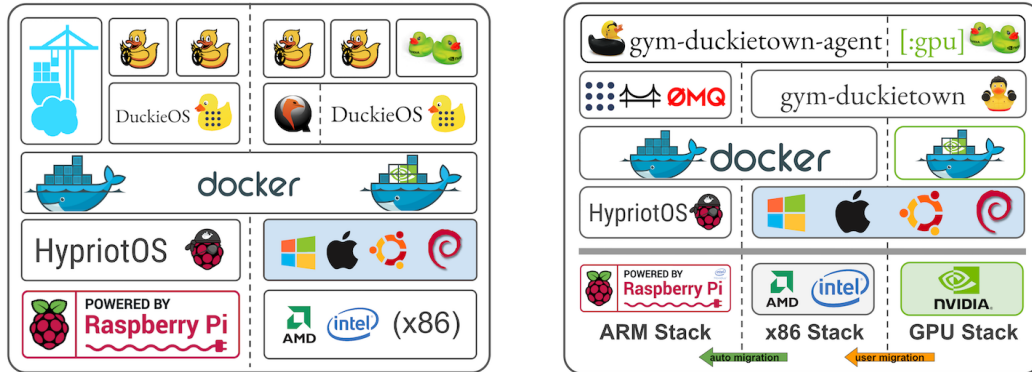 DuckieOS
DuckieOS
docker
HypriotOS
POWERED BY
Raspberry Pi
AMD
intel
(x86)
gym-duckietown-agent
[:gpu]
ØMQ
gym-duckietown
docker
HypriotOS
POWERED BY
Raspberry Pi
AMD
intel
NVIDIA.
ARM Stack
x86 Stack
GPU Stack
auto migration
user migration